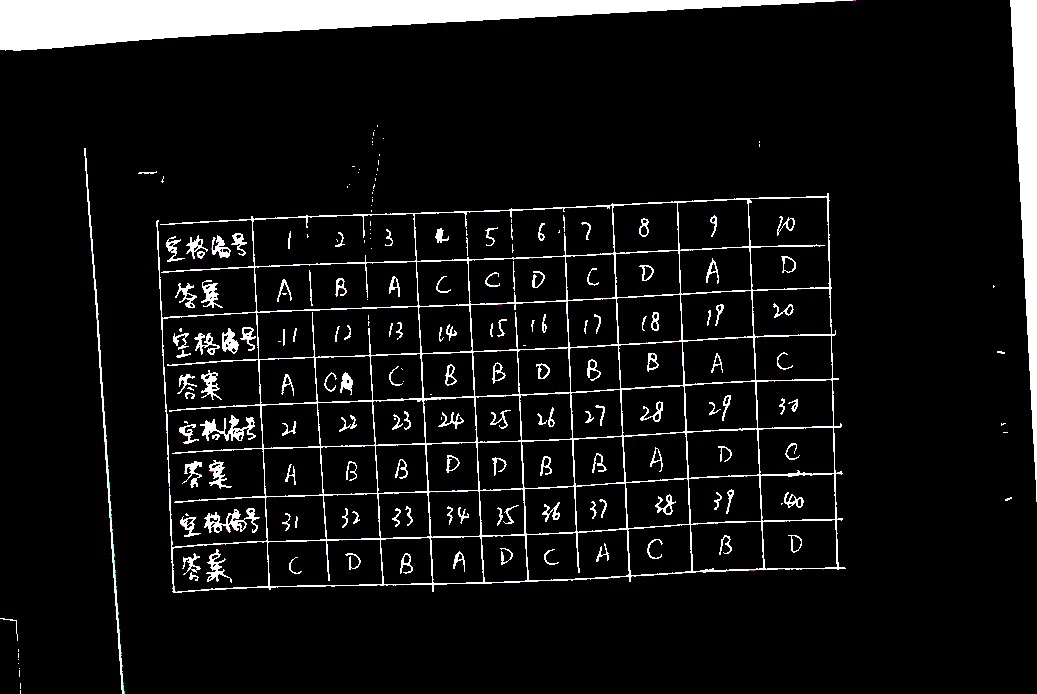 空格编号 1 2 3 4 5 6 7 8 9 10
答案 A B A C C D C D A D
空格编号 11 12 13 14 15 16 17 18 19 20
答案 A C C B B D B B A C
空格编号 21 22 23 24 25 26 27 28 29 30
答案 A B B D D B B A D C
空格编号 31 32 33 34 35 36 37 38 39 40
答案 C D B A D C A C B D